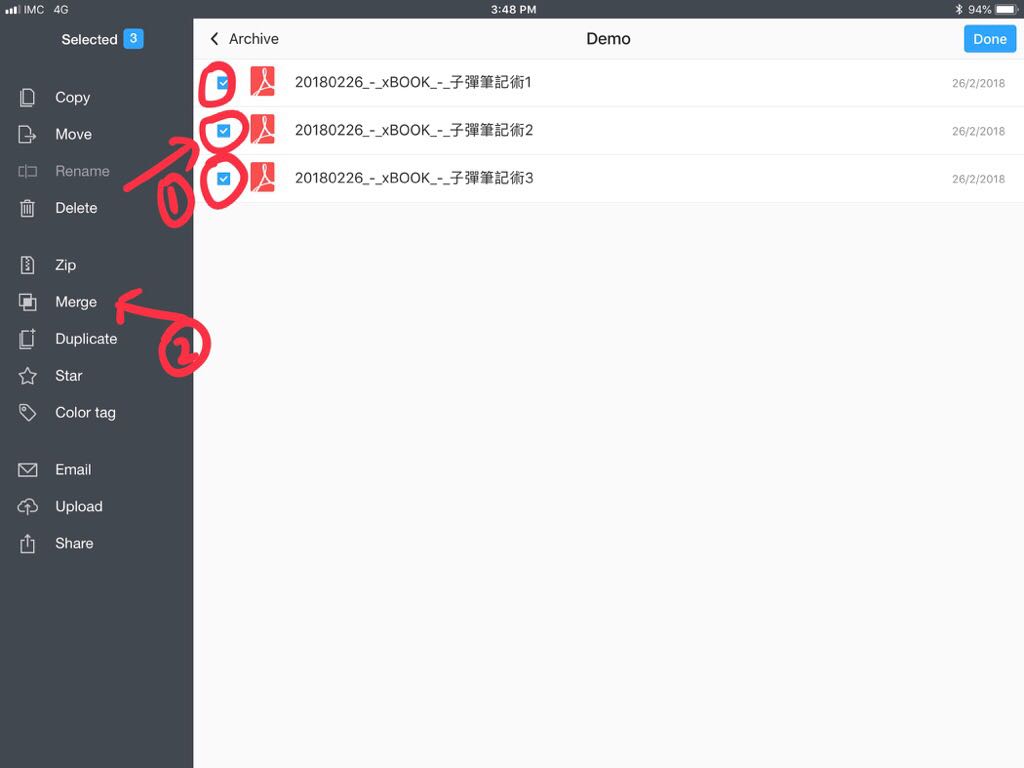 IMC 4G 3:48 PM 94%
Selected 3
Archive Demo Done
20180226_-_xBOOK_-_子彈筆記術1 26/2/2018
20180226_-_xBOOK_-_子彈筆記術2 26/2/2018
20180226_-_xBOOK_-_子彈筆記術3 26/2/2018
Copy
Move
Rename
1
Delete
Zip
Merge
2
Duplicate
Star
Color tag
Email
Upload
Share